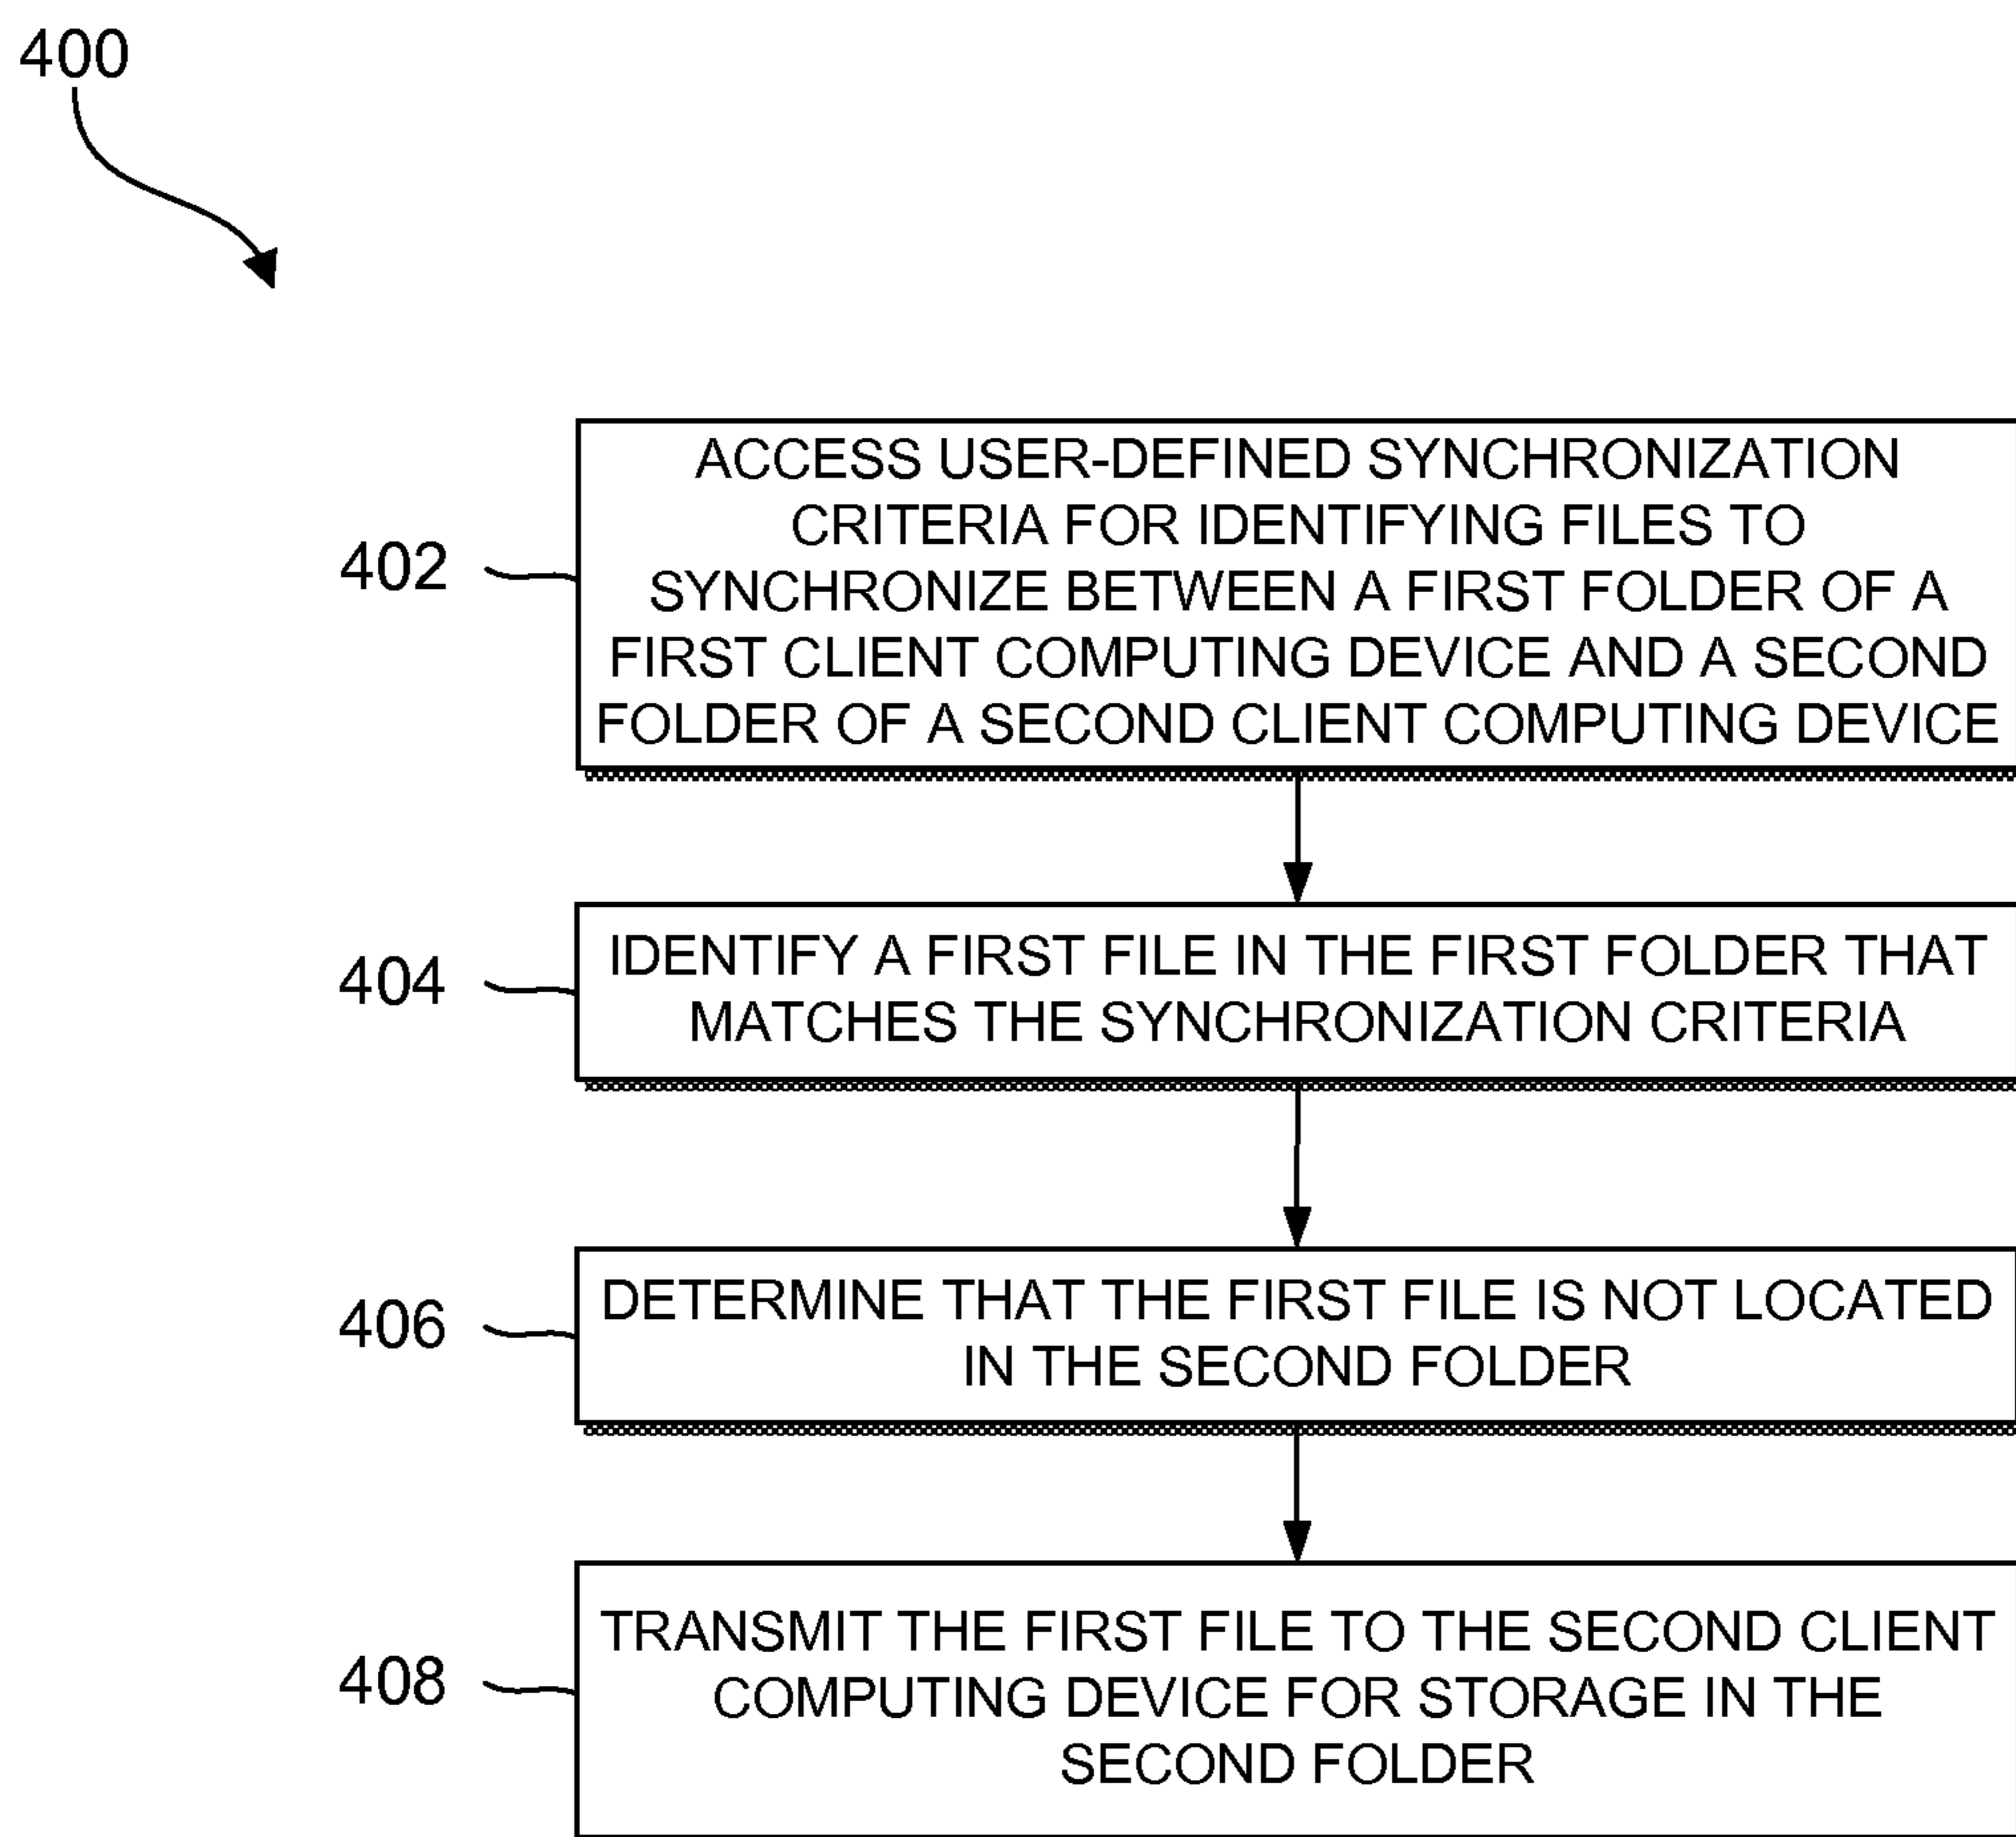 400
402
ACCESS USER-DEFINED SYNCHRONIZATION
CRITERIA FOR IDENTIFYING FILES TO
SYNCHRONIZE BETWEEN A FIRST FOLDER OF A
FIRST CLIENT COMPUTING DEVICE AND A SECOND
FOLDER OF A SECOND CLIENT COMPUTING DEVICE
404
IDENTIFY A FIRST FILE IN THE FIRST FOLDER THAT
MATCHES THE SYNCHRONIZATION CRITERIA
406
DETERMINE THAT THE FIRST FILE IS NOT LOCATED
IN THE SECOND FOLDER
408
TRANSMIT THE FIRST FILE TO THE SECOND CLIENT
COMPUTING DEVICE FOR STORAGE IN THE
SECOND FOLDER